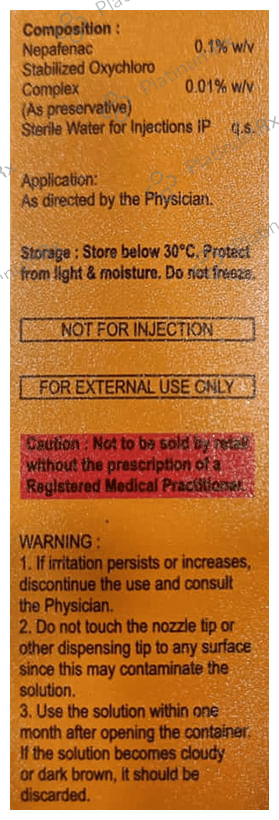 Composition :
Nepafenac 0.1% w/v
Stabilized Oxychloro
Complex 0.01% w/v
(As preservative)
Sterile Water for Injections IP q.s.
Application:
As directed by the Physician.
Storage : Store below 30°C. Protect
from light & moisture. Do not freeze.
NOT FOR INJECTION
FOR EXTERNAL USE ONLY
Caution : Not to be sold by retail
without the prescription of a
Registered Medical Practitioner.
WARNING :
1. If irritation persists or increases,
discontinue the use and consult
the Physician.
2. Do not touch the nozzle tip or
other dispensing tip to any surface
since this may contaminate the
solution.
3. Use the solution within one
month after opening the container.
If the solution becomes cloudy
or dark brown, it should be
discarded.